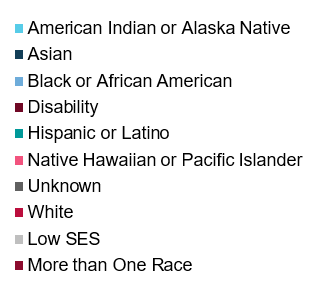 American Indian or Alaska Native
Asian
Black or African American
Disability
Hispanic or Latino
Native Hawaiian or Pacific Islander
Unknown
White
Low SES
More than One Race